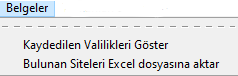 Belgeler
Kaydedilen Valilikleri Göster
Bulunan Siteleri Excel dosyasına aktar